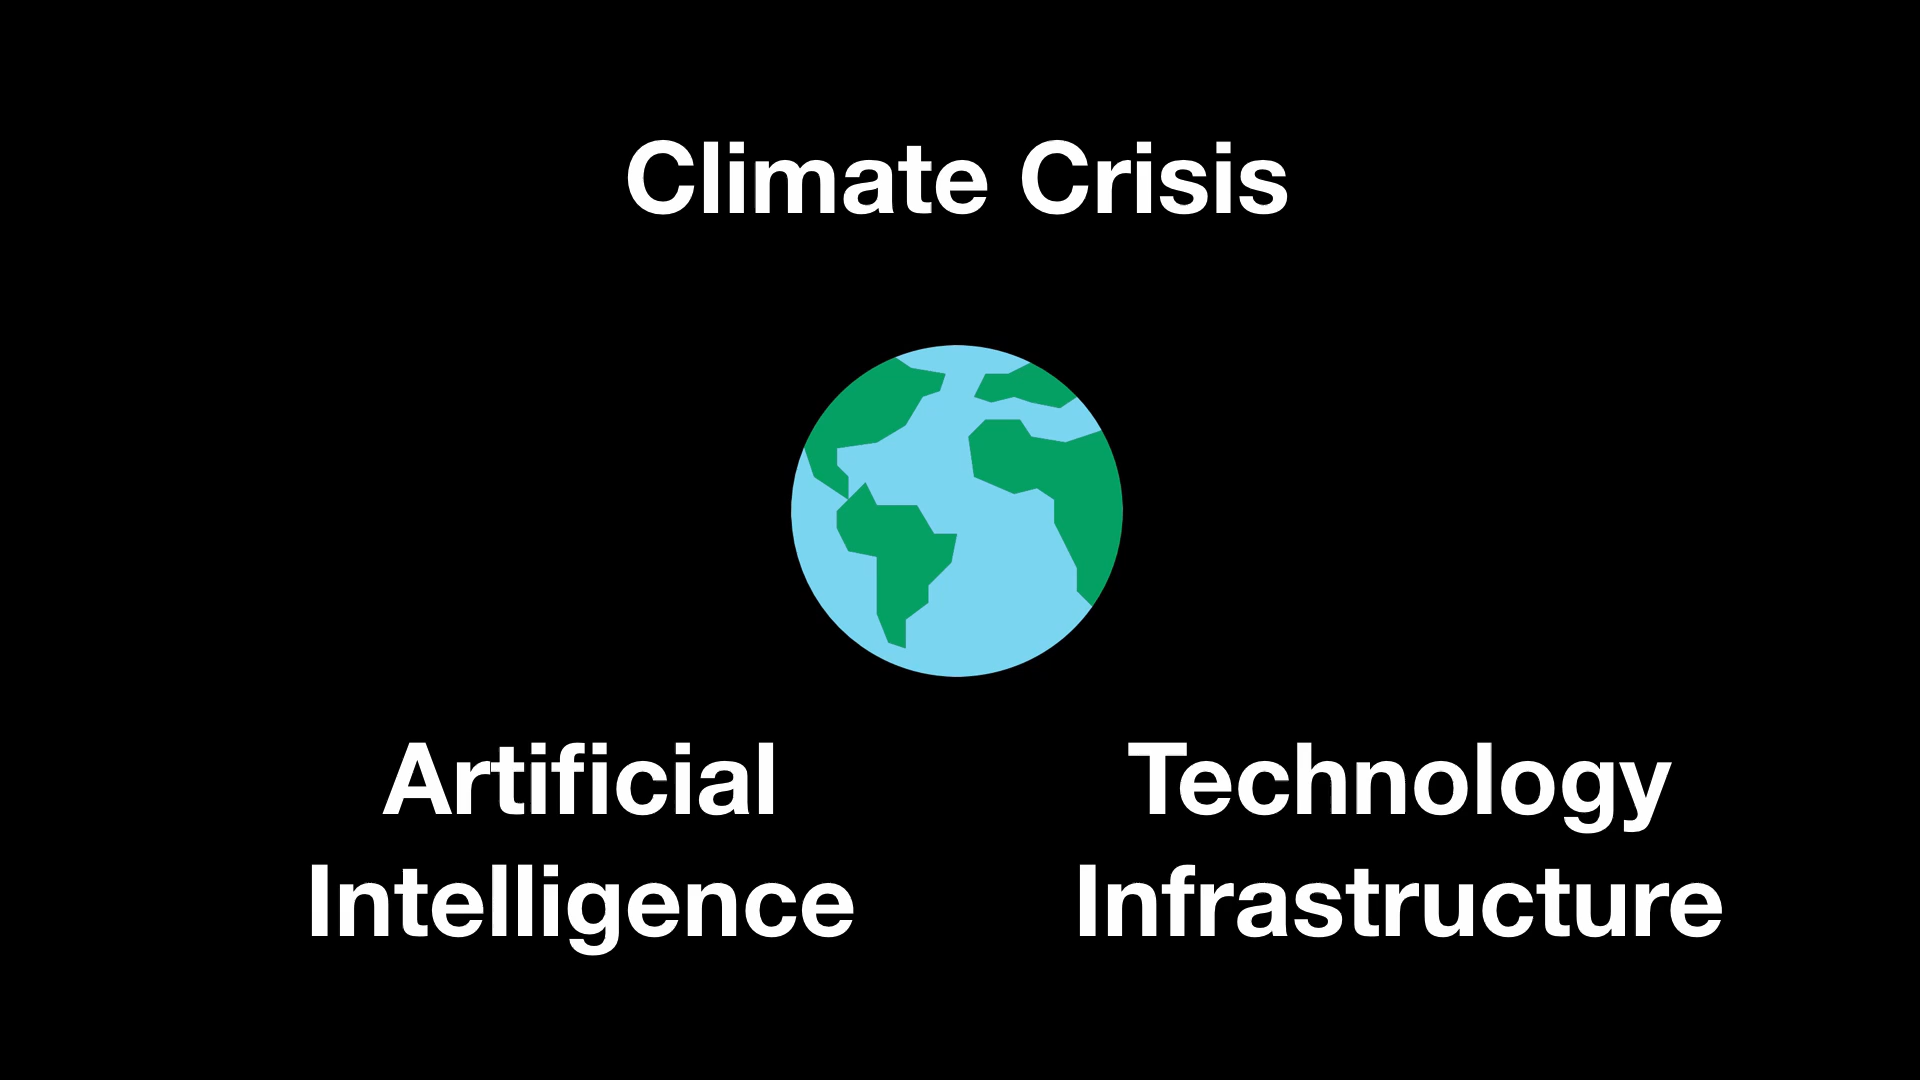 Climate Crisis
Artificial
Intelligence
Technology
Infrastructure